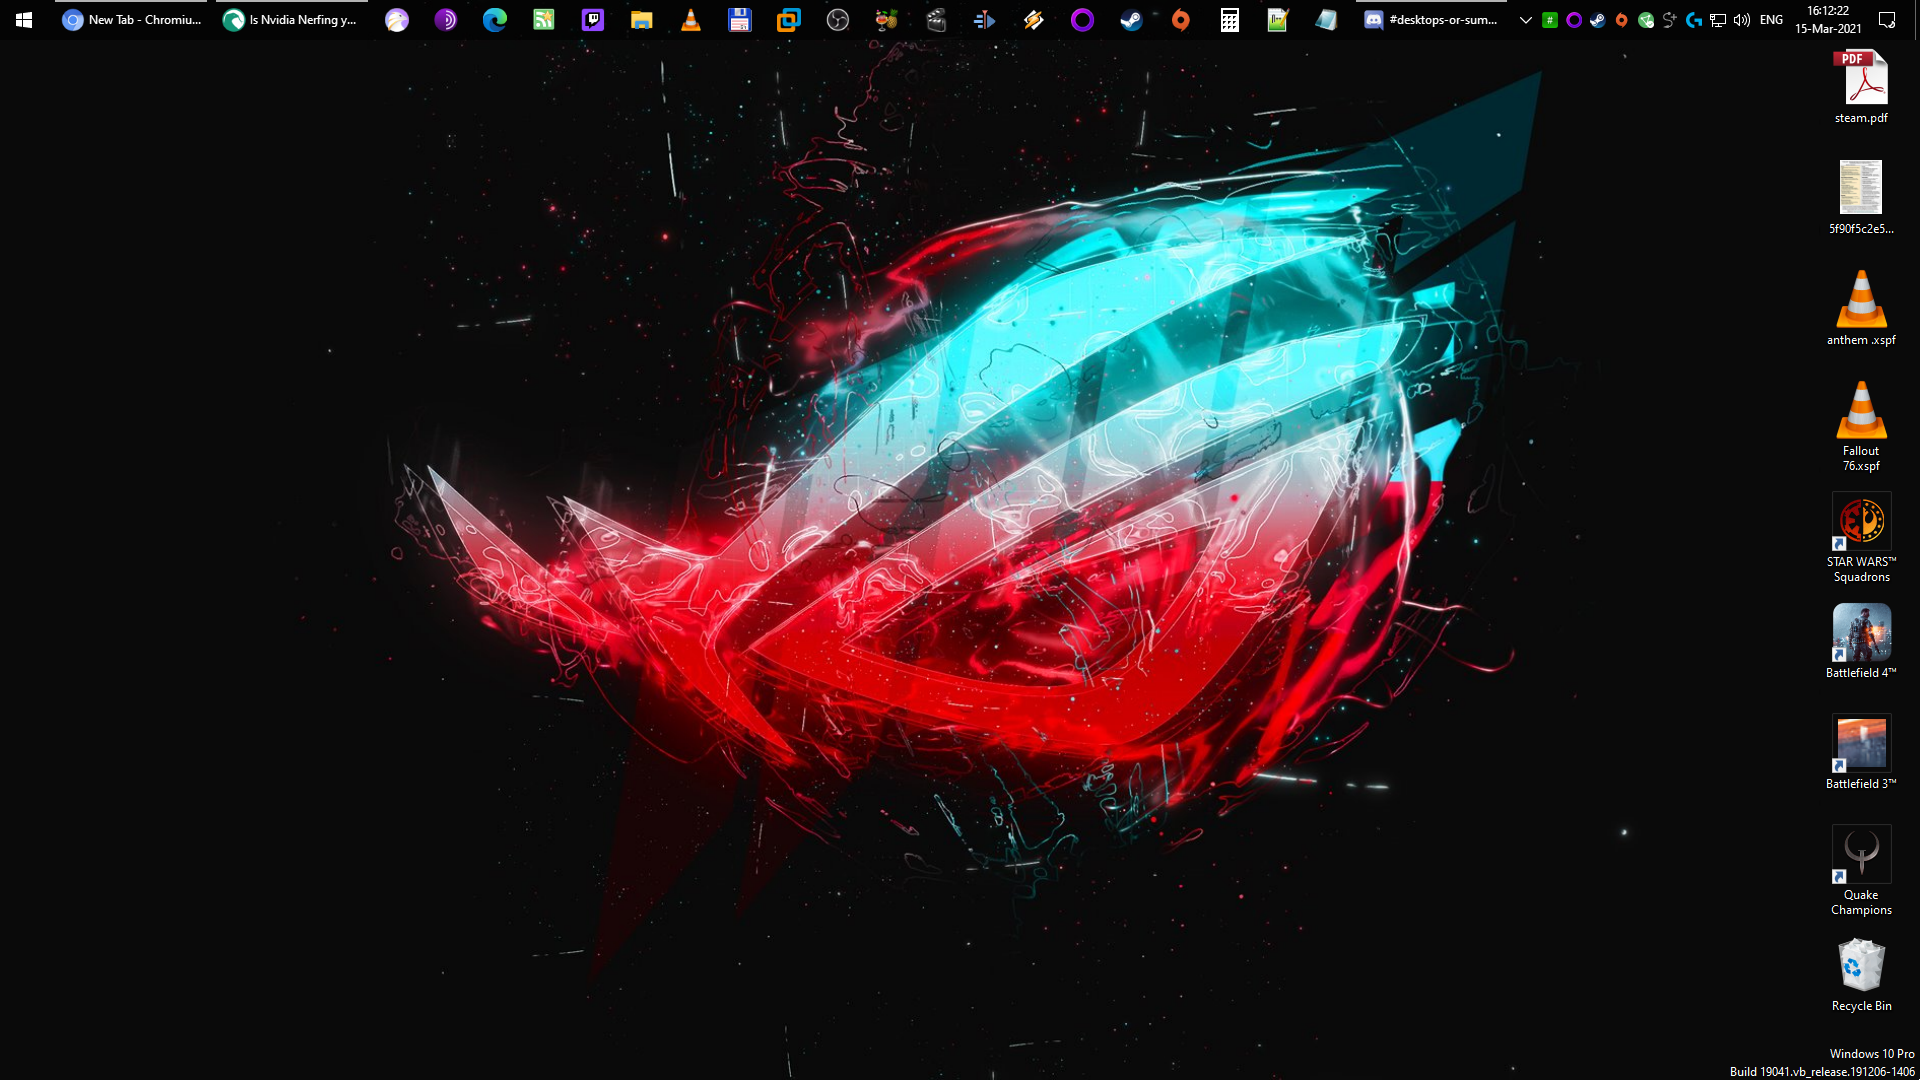 New Tab - Chromiu...
Is Nvidia Nerfing y...
#desktops-or-sum...
ENG
16:12:22
15-Mar-2021
PDF
steam.pdf
5f90f5c2e5...
anthem .xspf
Fallout
76.xspf
STAR WARS™
Squadrons
Battlefield 4™
Battlefield 3™
Quake
Champions
Recycle Bin
Windows 10 Pro
Build 19041.vb_release.191206-1406